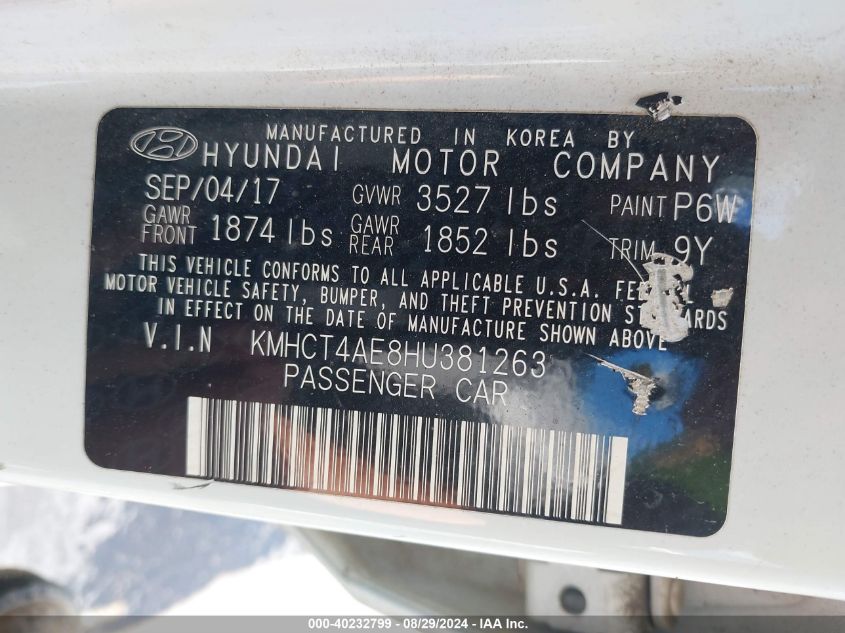 MANUFACTURED IN KOREA BY
HYUNDAI MOTOR COMPANY
SEP/04/17 GVWR 3527 lbs PAINT P6W
GAWR FRONT 1874 lbs GAWR REAR 1852 lbs TRIM 9Y
THIS VEHICLE CONFORMS TO ALL APPLICABLE U.S.A.
MOTOR VEHICLE SAFETY, BUMPER, AND THEFT PREVENTION
IN EFFECT ON THE DATE OF MANUFACTURE SHOWN ABOVE
V.I.N KMHCT4AE8HU381263
PASSENGER CAR
000-40232799 - 08/29/2024 - IAA Inc.